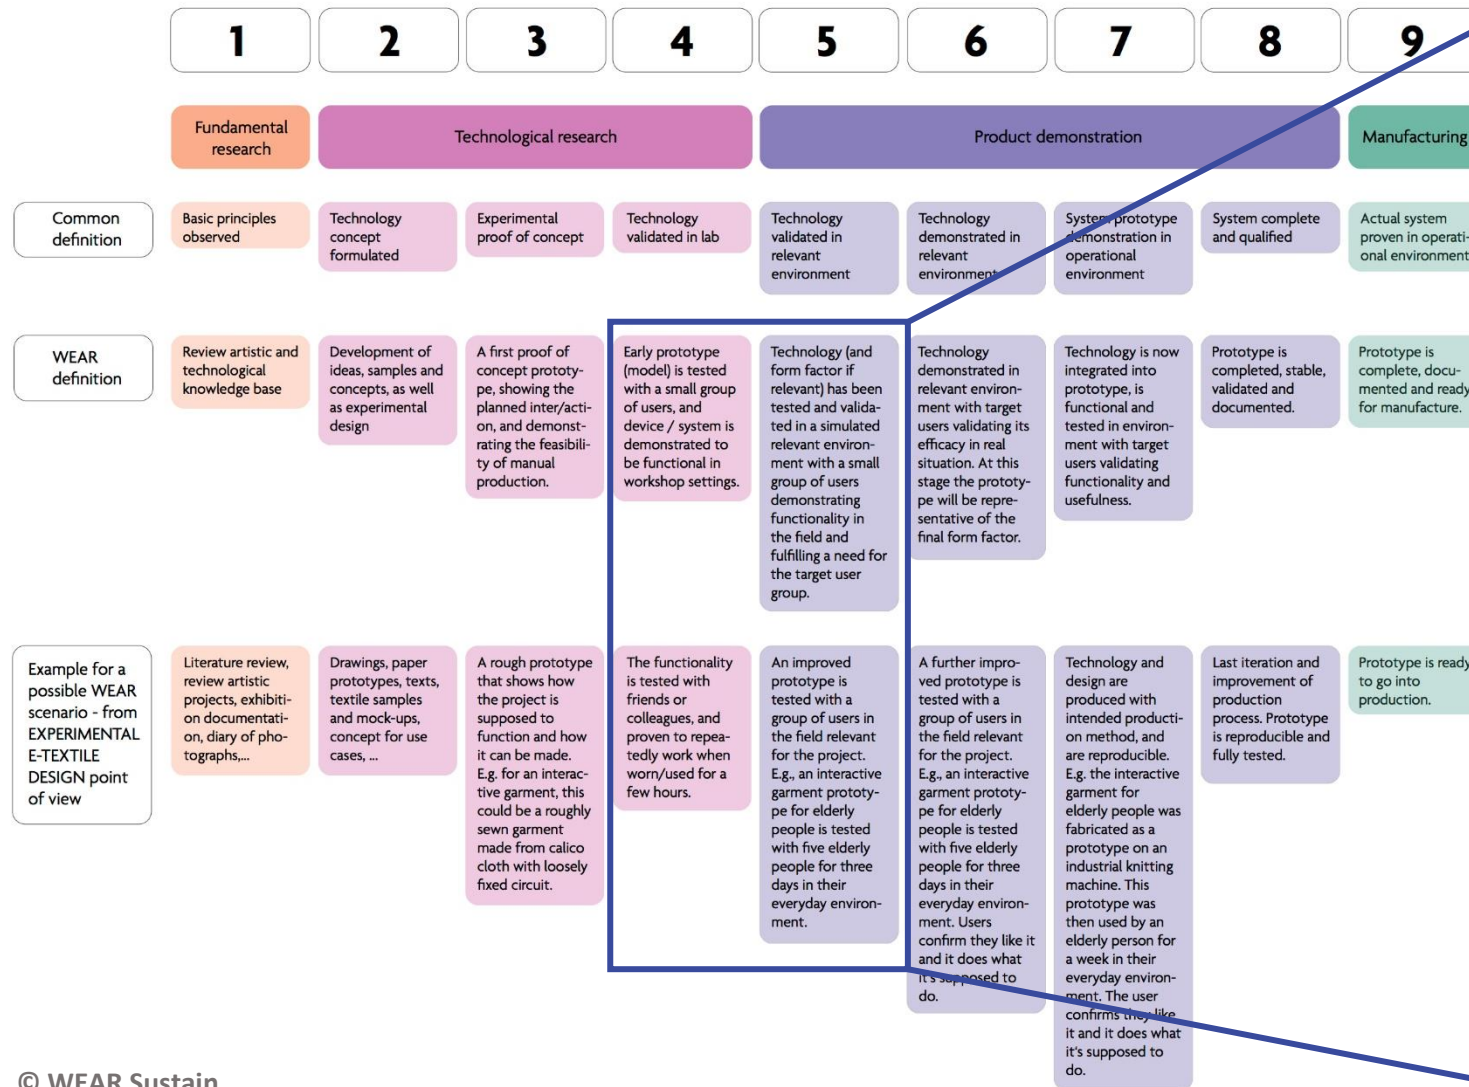 1
2
3
4
5
6
7
8
9
Fundamental
research
Technological research
Product demonstration
Manufacturing
Common
definition
Basic principles
observed
Technology
concept
formulated
Experimental
proof of concept
Technology
validated in lab
Technology
validated in
relevant
environment
Technology
demonstrated in
relevant
environment
System prototype
demonstration in
operational
environment
System complete
and qualified
Actual system
proven in operati-
onal environment
WEAR
definition
Review artistic and
technological
knowledge base
Development of
ideas, samples and
concepts, as well
as experimental
design
A first proof of
concept prototy-
pe, showing the
planned inter/acti-
on, and demonst-
rating the feasibili-
ty of manual
production.
Early prototype
(model) is tested
with a small group
of users, and
device / system is
demonstrated to
be functional in
workshop settings.
Technology (and
form factor if
relevant) has been
tested and valida-
ted in a simulated
relevant environ-
ment with a small
group of users
demonstrating
functionality in
the field and
fulfilling a need for
the target user
group.
Technology
demonstrated in
relevant environ-
ment with target
users validating its
efficacy in real
situation. At this
stage the prototy-
pe will be repre-
sentative of the
final form factor.
Technology is now
integrated into
prototype, is
functional and
tested in environ-
ment with target
users validating
functionality and
usefulness.
Prototype is
completed, stable,
validated and
documented.
Prototype is
complete, docu-
mented and ready
for manufacture.
Example for a
possible WEAR
scenario - from
EXPERIMENTAL
E-TEXTILE
DESIGN point
of view
Literature review,
review artistic
projects, exhibiti-
on documentati-
on, diary of pho-
tographs,...
Drawings, paper
prototypes, texts,
textile samples
and mock-ups,
concept for use
cases, ...
A rough prototype
that shows how
the project is
supposed to
function and how
it can be made.
E.g. for an interac-
tive garment, this
could be a roughly
sewn garment
made from calico
cloth with loosely
fixed circuit.
The functionality
is tested with
friends or
colleagues, and
proven to repea-
tedly work when
worn/used for a
few hours.
An improved
prototype is
tested with a
group of users in
the field relevant
for the project.
E.g., an interactive
garment prototy-
pe for elderly
people is tested
with five elderly
people for three
days in their
everyday environ-
ment.
A further impro-
ved prototype is
tested with a
group of users in
the field relevant
for the project.
E.g., an interactive
garment prototy-
pe for elderly
people is tested
with five elderly
people for three
days in their
everyday environ-
ment. Users
confirm they like it
and it does what
it's supposed to
do.
Technology and
design are
produced with
intended producti-
on method, and
are reproducible.
E.g. the interactive
garment for
elderly people was
fabricated as a
prototype on an
industrial knitting
machine. This
prototype was
then used by an
elderly person for
a week in their
everyday environ-
ment. The user
confirms they like
it and it does what
it's supposed to
do.
Last iteration and
improvement of
production
process. Prototype
is reproducible and
fully tested.
Prototype is ready
to go into
production.
© WEAR Sustain